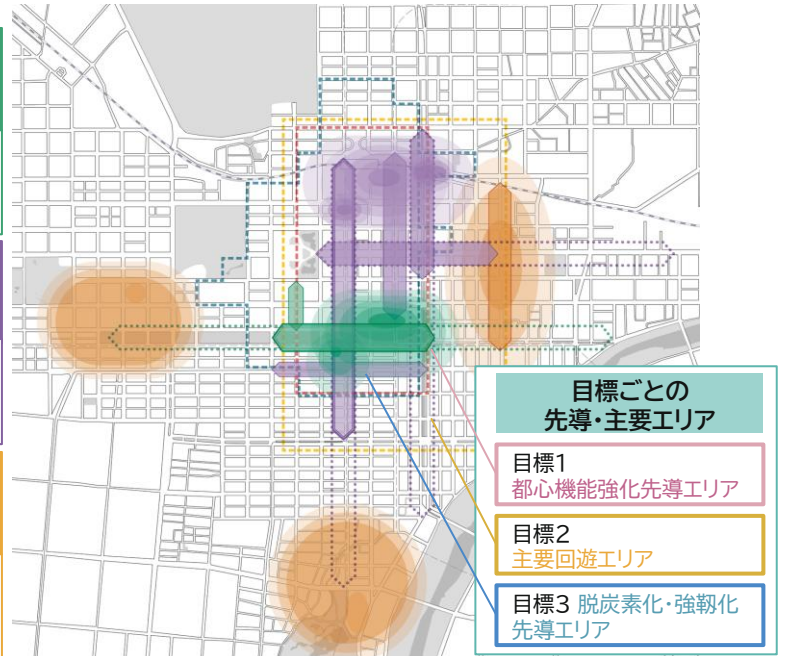 目標ごとの
先導・主要エリア
目標1
都心機能強化先導エリア
目標2
主要回遊エリア
目標3 脱炭素化・強靱化
先導エリア